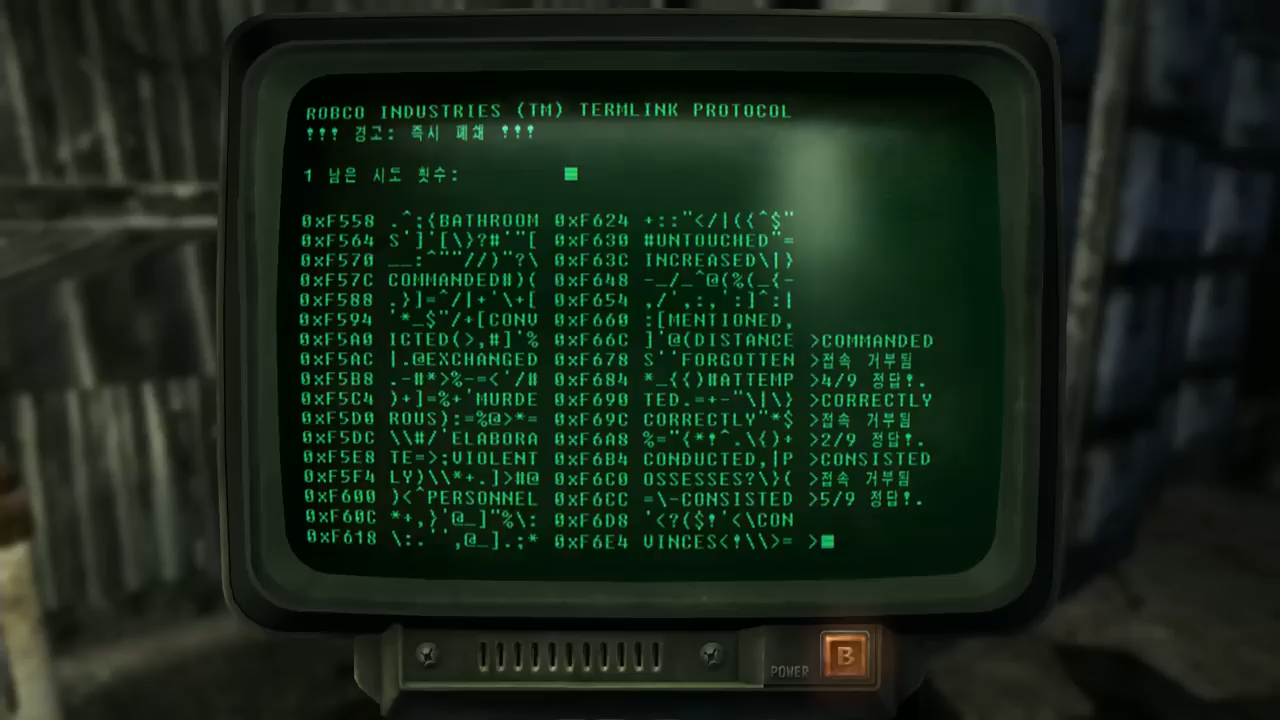 ROBCO INDUSTRIES (TM) TERMLINK PROTOCOL
!!! 경고: 즉시 폐쇄 !!!
1 남은 시도 횟수:
0xF558 .^:{BATHROOM 0xF624 +::"</|({^$"
0xF564 S']'[\}?#'"[ 0xF630 #UNTOUCHED"=
0xF570 __:^""//)"?\ 0xF63C INCREASED\|}
0xF57C COMMANDED#)( 0xF648 -_/_^@(%(_{-
0xF588 .}]=^/|+'\+[ 0xF654 ,/',:,':]^:|
0xF594 '*_$"/+[CONV 0xF660 :[MENTIONED,
0xF5A0 ICTED(>,#]'% 0xF66C ]'@(DISTANCE >COMMANDED
0xF5AC |.@EXCHANGED 0xF678 S''FORGOTTEN >접속 거부됨
0xF5B8 .-#*>%-=<'/# 0xF684 *_{{)#ATTEMP >4/9 정답!.
0xF5C4 )+]=%+'MURDE 0xF690 TED.=+-"\|\} >CORRECTLY
0xF5D0 ROUS):=%@>*= 0xF69C CORRECTLY"*$ >접속 거부됨
0xF5DC \\#/'ELABORA 0xF6A8 %="{*!^.\{)+ >2/9 정답!.
0xF5E8 TE=>;VIOLENT 0xF6B4 CONDUCTED,|P >CONSISTED
0xF5F4 LY)\\*+.]>#@ 0xF6C0 OSSESSES?\}( >접속 거부됨
0xF600 )<^PERSONNEL 0xF6CC =\-CONSISTED >5/9 정답!.
0xF60C *+,}'@_]"%\: 0xF6D8 '<?($!'<\CON
0xF618 \:.'',@_].;* 0xF6E4 VINCES<!\\>= >
POWER
B